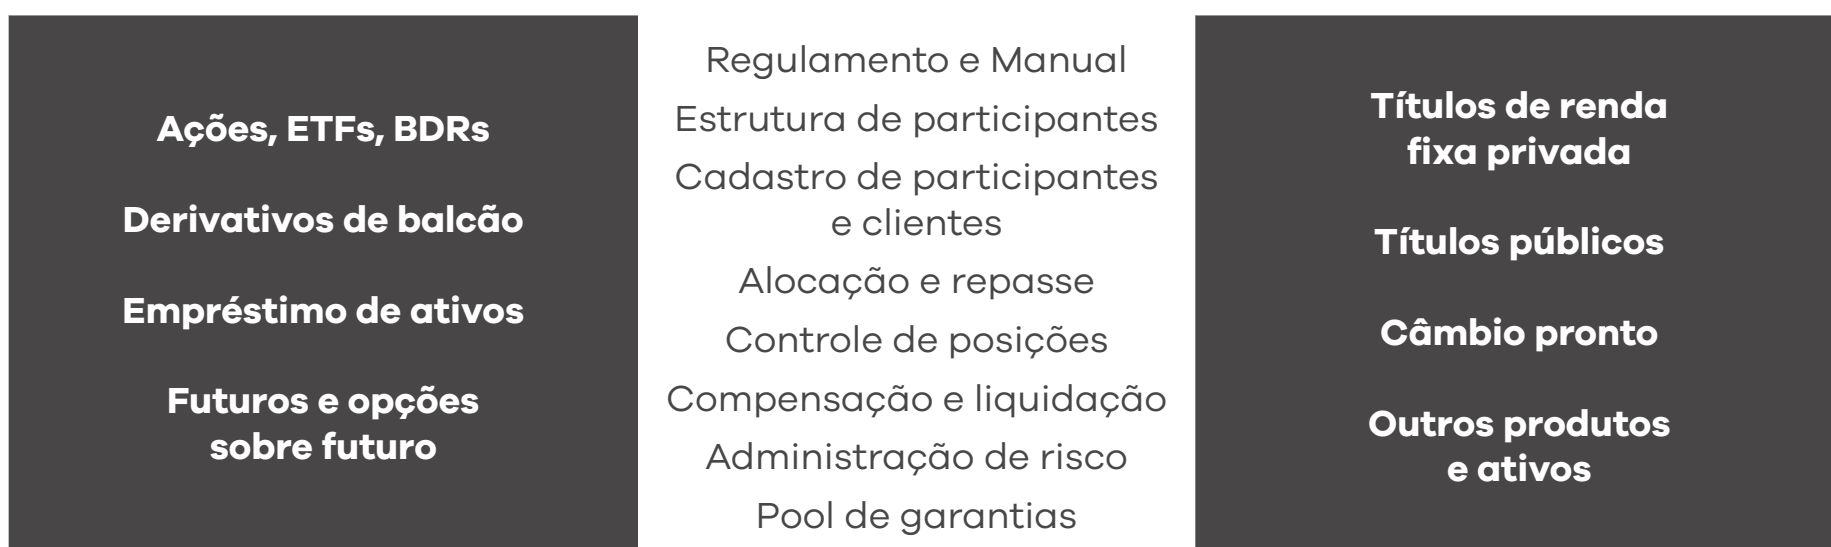 Ações, ETFs, BDRs
Derivativos de balcão
Empréstimo de ativos
Futuros e opções
sobre futuro
Regulamento e Manual
Estrutura de participantes
Cadastro de participantes
e clientes
Alocação e repasse
Controle de posições
Compensação e liquidação
Administração de risco
Pool de garantias
Títulos de renda
fixa privada
Títulos públicos
Câmbio pronto
Outros produtos
e ativos